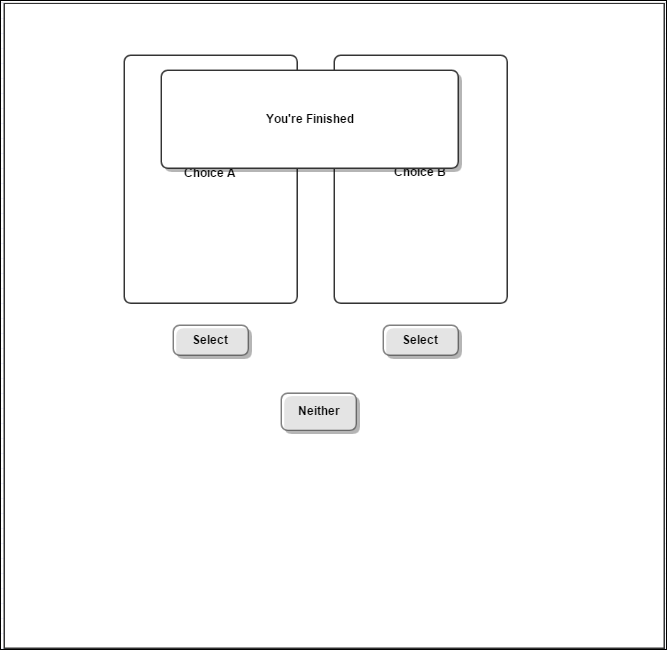 You're Finished
Choice A
Choice B
Select
Select
Neither